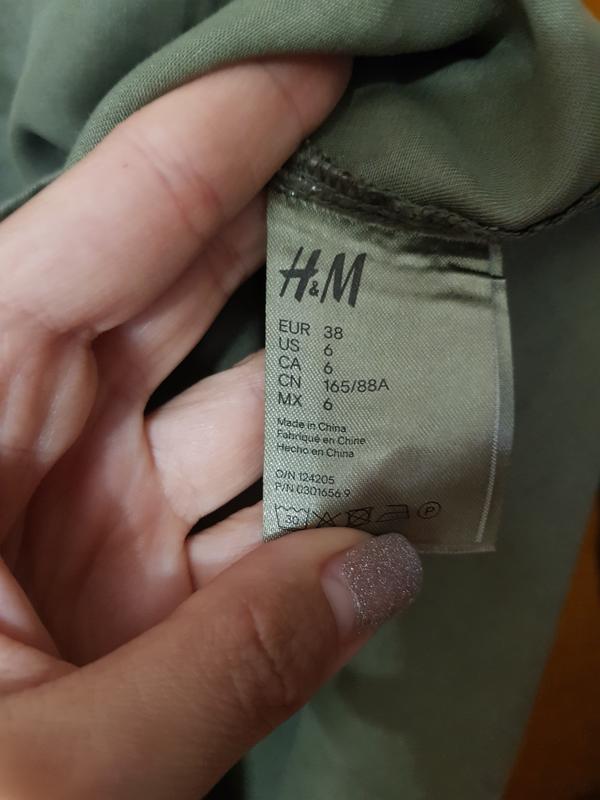 H&M
EUR 38
US 6
CA 6
CN 165/88A
MX 6
Made in China
Fabriqué en Chine
Hecho en China
O/N 124205
P/N 0301656 9
30 P